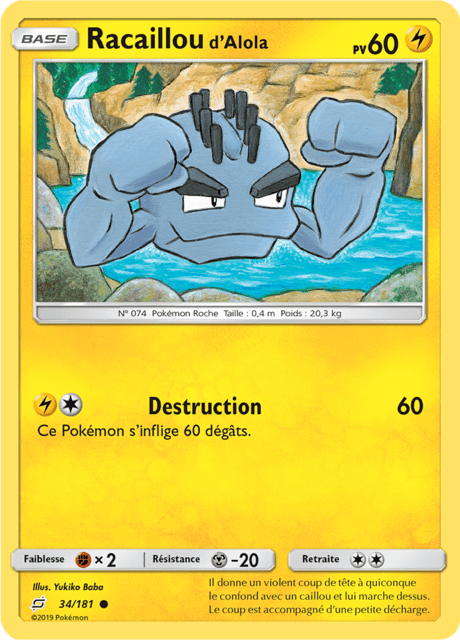 BASE Racaillou d'Alola PV60
N° 074 Pokémon Roche Taille : 0,4 m Poids : 20,3 kg
Destruction 60
Ce Pokémon s'inflige 60 dégâts.
Faiblesse ×2 Résistance -20 Retraite
Illus. Yukiko Baba
34/181
©2019 Pokémon
Il donne un violent coup de tête à quiconque
le confond avec un caillou et lui marche dessus.
Le coup est accompagné d'une petite décharge.